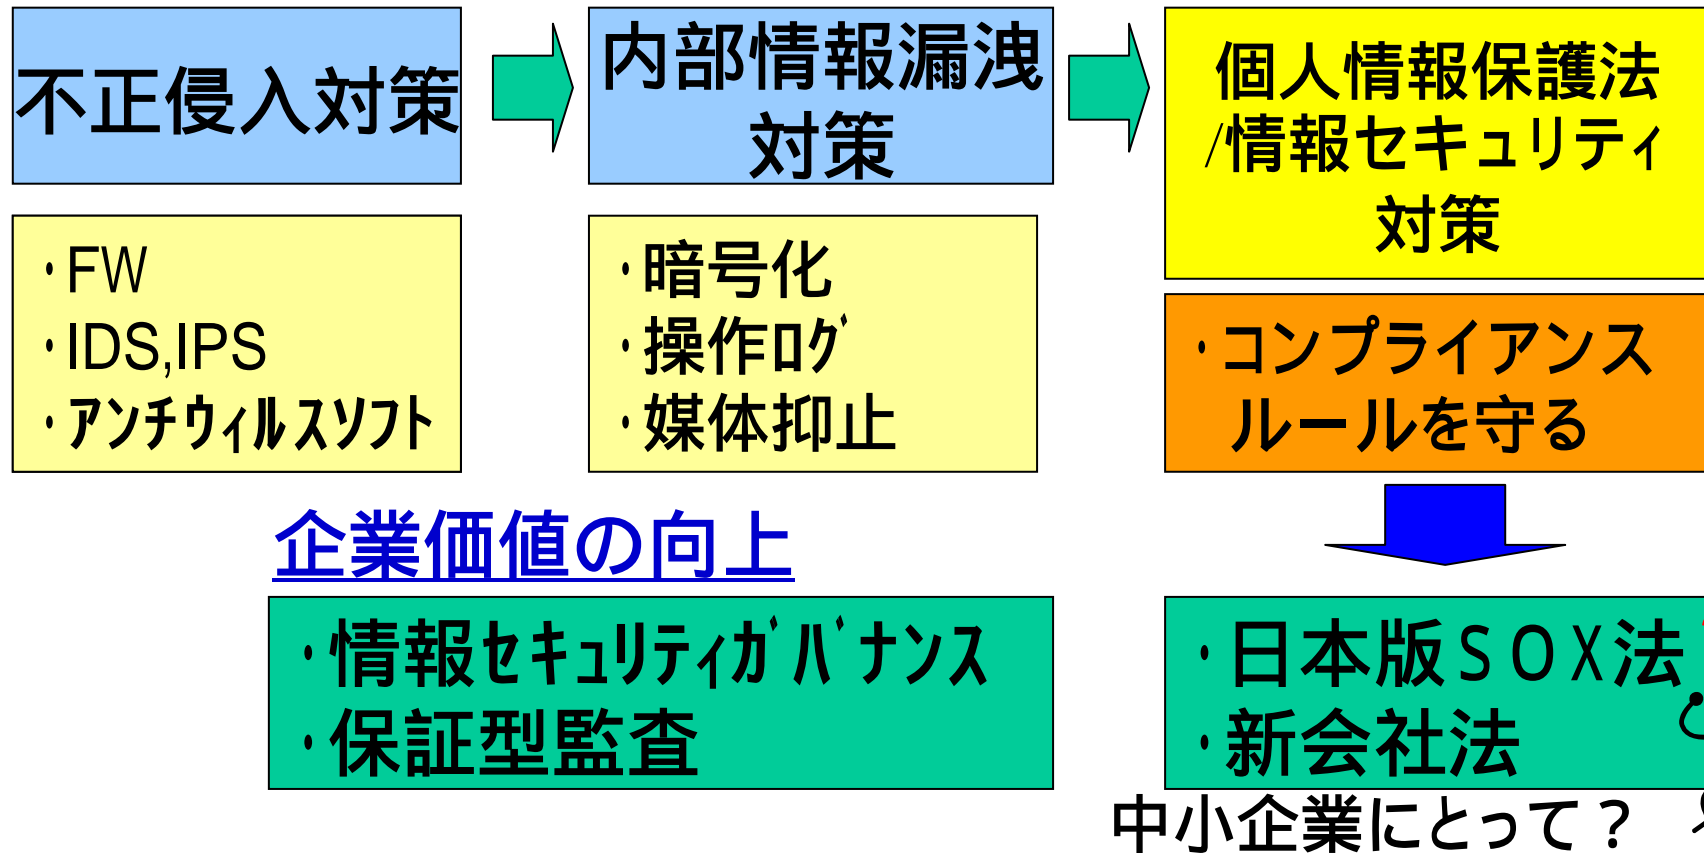 不正侵入対策
内部情報漏洩
対策
個人情報保護法
/情報セキュリティ
対策
・FW
・IDS,IPS
・アンチウィルスソフト
・暗号化
・操作ログ
・媒体抑止
・コンプライアンス
ルールを守る
企業価値の向上
・情報セキュリティガバナンス
・保証型監査
・日本版ＳＯＸ法
・新会社法
中小企業にとって？